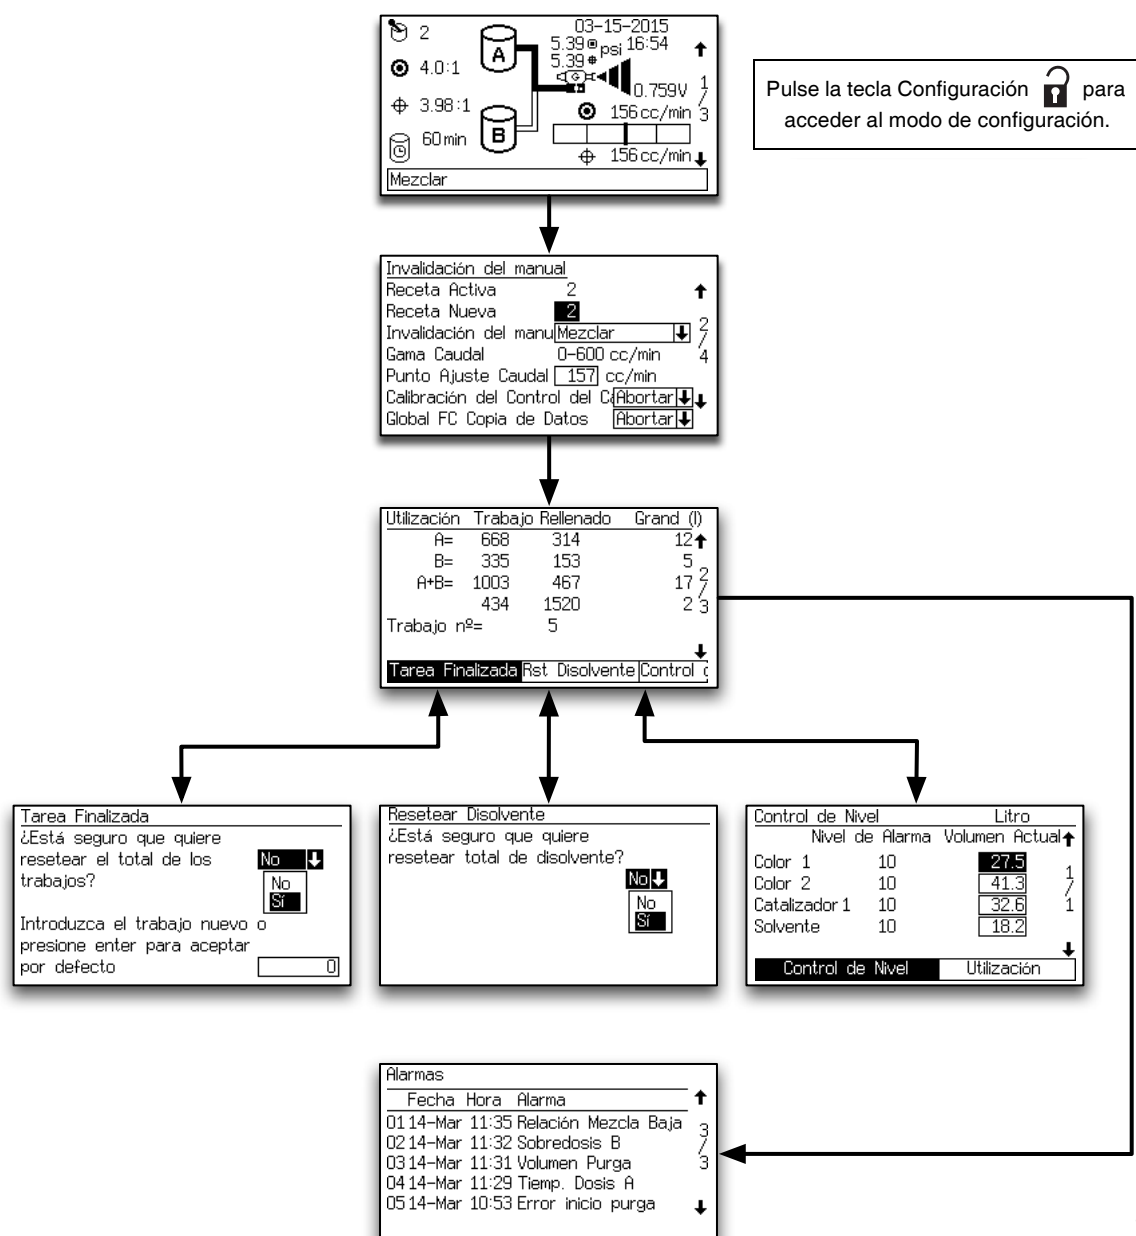 2
03-15-2015
5.39 psi 16:54
5.39
A
4.0:1
0.759V
1
/
3
3.98:1
156 cc/min
60 min
B
156 cc/min
Mezclar
Pulse la tecla Configuración para
acceder al modo de configuración.
Invalidación del manual
Receta Activa 2
Receta Nueva 2
Invalidación del manu Mezclar
2
/
4
Gama Caudal 0-600 cc/min
Punto Ajuste Caudal 157 cc/min
Calibración del Control del Ca Abortar
Global FC Copia de Datos Abortar
Utilización Trabajo Rellenado Grand (l)
A= 668 314 12
B= 335 153 5
A+B= 1003 467 17
434 1520 2
2
/
3
Trabajo nº= 5
Tarea Finalizada Rst Disolvente Control
Tarea Finalizada
¿Está seguro que quiere
resetear el total de los
trabajos?
No
No
Sí
Introduzca el trabajo nuevo o
presione enter para aceptar
por defecto 0
Resetear Disolvente
¿Está seguro que quiere
resetear total de disolvente?
No
No
Sí
Control de Nivel Litro
Nivel de Alarma Volumen Actual
Color 1 10 27.5
Color 2 10 41.3
Catalizador 1 10 32.6
Solvente 10 18.2
1
/
1
Control de Nivel Utilización
Alarmas
Fecha Hora Alarma
01 14-Mar 11:35 Relación Mezcla Baja
02 14-Mar 11:32 Sobredosis B
03 14-Mar 11:31 Volumen Purga
04 14-Mar 11:29 Tiemp. Dosis A
05 14-Mar 10:53 Error inicio purga
3
/
3